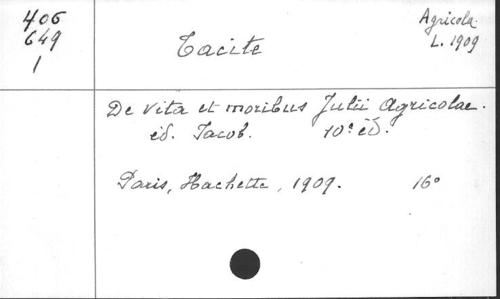 406
649
1
Agricola
L. 1909
Tacite
De vita et moribus Julii Agricolae.
éd. Jacob. 10e éd.
Paris, Hachette, 1909. 16o